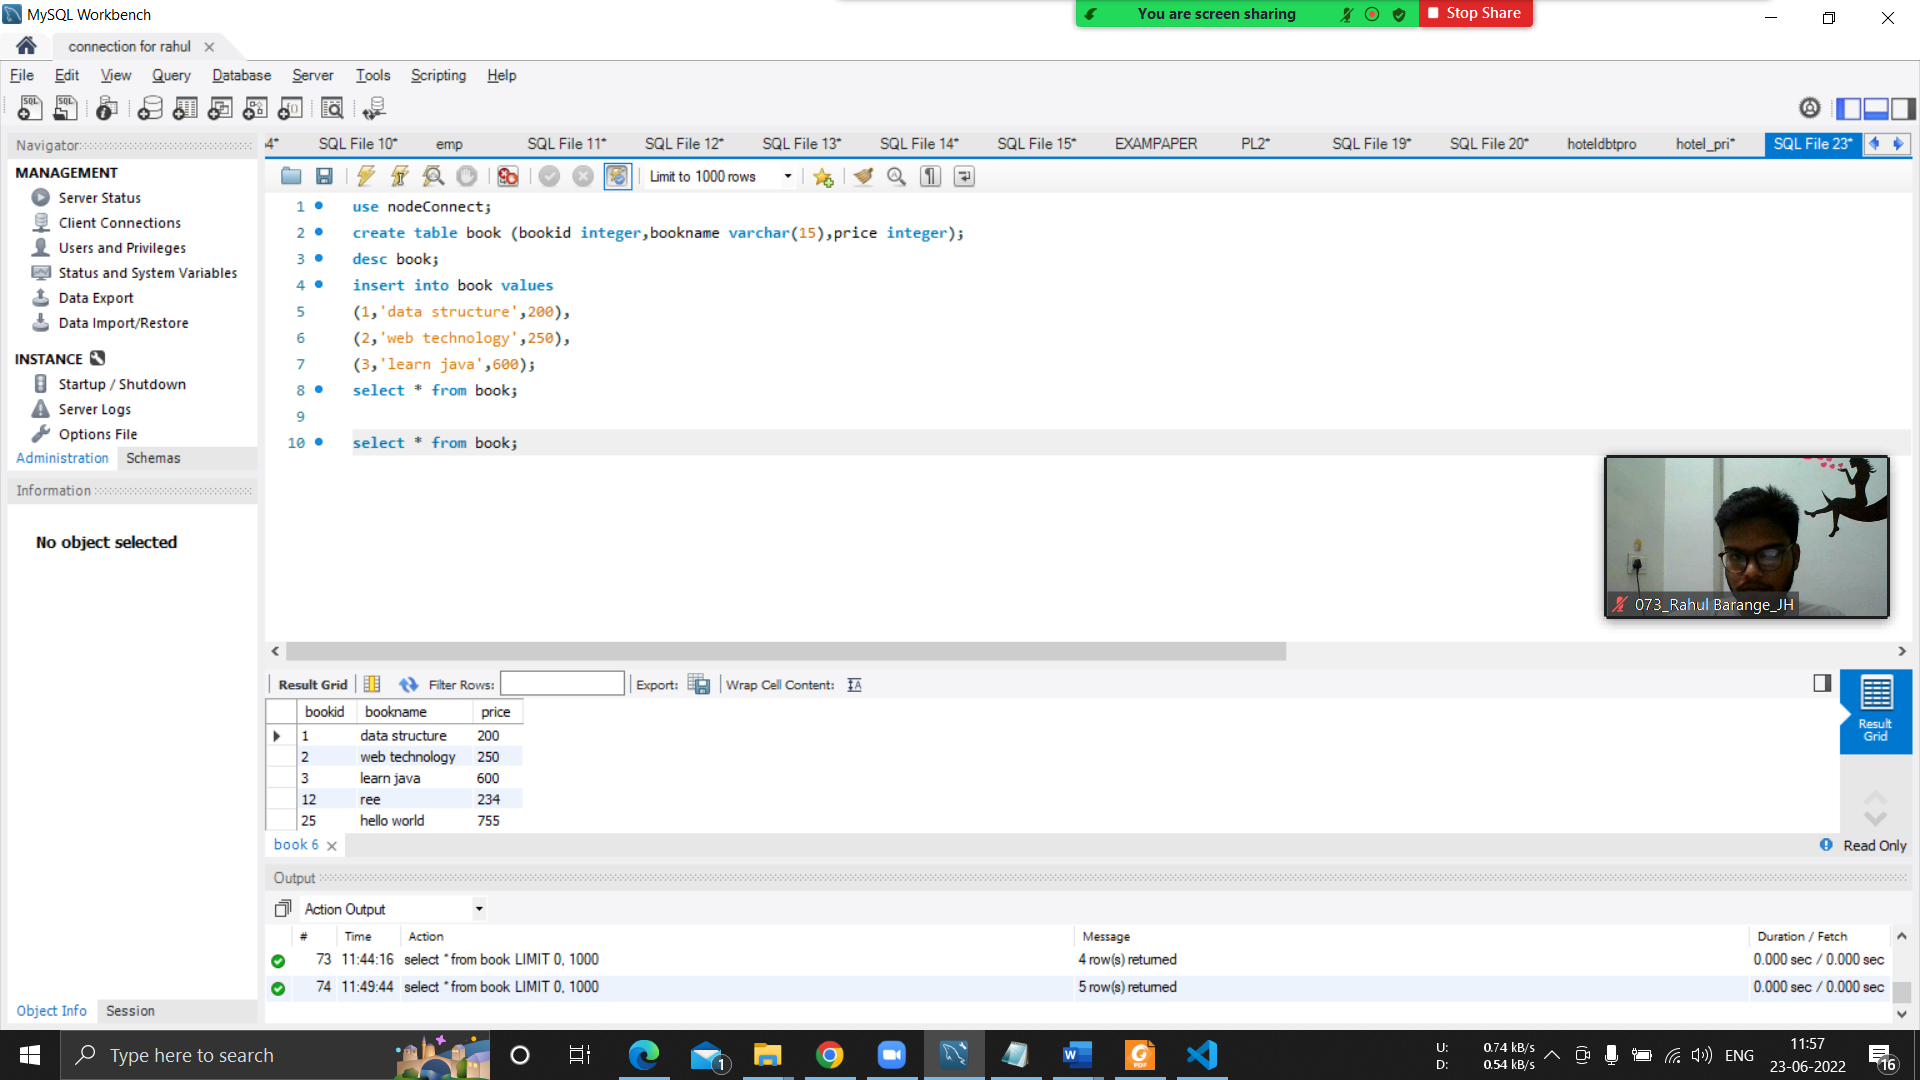 MySQL Workbench
You are screen sharing
Stop Share
connection for rahul
File Edit View Query Database Server Tools Scripting Help
Navigator
4* SQL File 10* emp SQL File 11* SQL File 12* SQL File 13* SQL File 14* SQL File 15* EXAMPAPER PL2* SQL File 19* SQL File 20* hoteldbtpro hotel_pri* SQL File 23*
MANAGEMENT
Server Status
Client Connections
Users and Privileges
Status and System Variables
Data Export
Data Import/Restore
INSTANCE
Startup / Shutdown
Server Logs
Options File
Administration Schemas
Information
No object selected
Object Info Session
Limit to 1000 rows
1 use nodeConnect;
2 create table book (bookid integer,bookname varchar(15),price integer);
3 desc book;
4 insert into book values
5 (1,'data structure',200),
6 (2,'web technology',250),
7 (3,'learn java',600);
8 select * from book;
9
10 select * from book;
073_Rahul Barange_JH
Result Grid Filter Rows: Export: Wrap Cell Content:
bookid bookname price
1 data structure 200
2 web technology 250
3 learn java 600
12 ree 234
25 hello world 755
Result
Grid
book 6
Read Only
Output
Action Output
# Time Action Message Duration / Fetch
73 11:44:16 select * from book LIMIT 0, 1000 4 row(s) returned 0.000 sec / 0.000 sec
74 11:49:44 select * from book LIMIT 0, 1000 5 row(s) returned 0.000 sec / 0.000 sec
Type here to search
1
U: 0.74 kB/s
D: 0.54 kB/s
ENG
11:57
23-06-2022
16